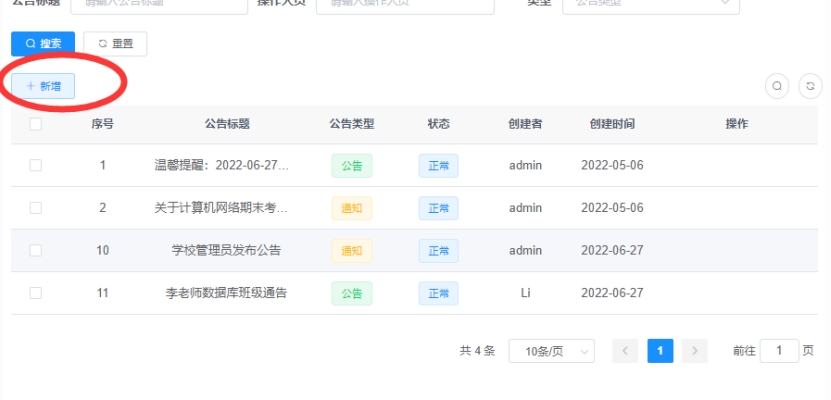 公告标题 请输入公告标题 操作人员 请输入操作人员 类型 公告类型
搜索 重置
+ 新增
序号 公告标题 公告类型 状态 创建者 创建时间 操作
1 温馨提醒：2022-06-27... 公告 正常 admin 2022-05-06
2 关于计算机网络期末考... 通知 正常 admin 2022-05-06
10 学校管理员发布公告 通知 正常 admin 2022-06-27
11 李老师数据库班级通告 公告 正常 Li 2022-06-27
共 4 条 10条/页 < 1 > 前往 1 页